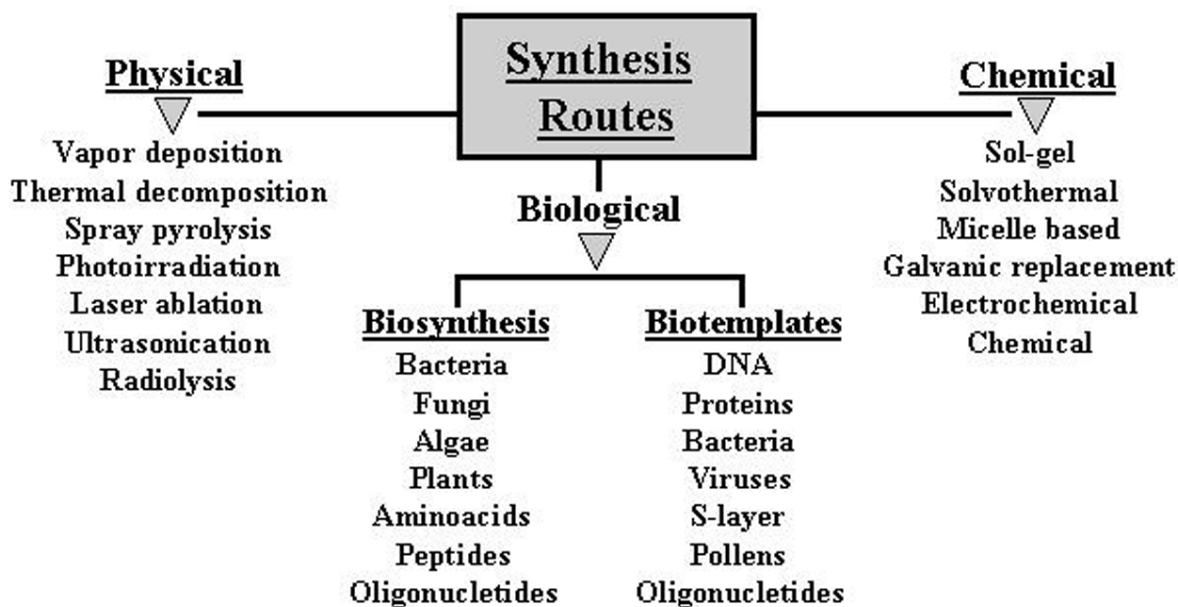 Synthesis
Routes
Physical
Vapor deposition
Thermal decomposition
Spray pyrolysis
Photoirradiation
Laser ablation
Ultrasonication
Radiolysis
Biological
Biosynthesis
Bacteria
Fungi
Algae
Plants
Aminoacids
Peptides
Oligonucletides
Biotemplates
DNA
Proteins
Bacteria
Viruses
S-layer
Pollens
Oligonucletides
Chemical
Sol-gel
Solvothermal
Micelle based
Galvanic replacement
Electrochemical
Chemical